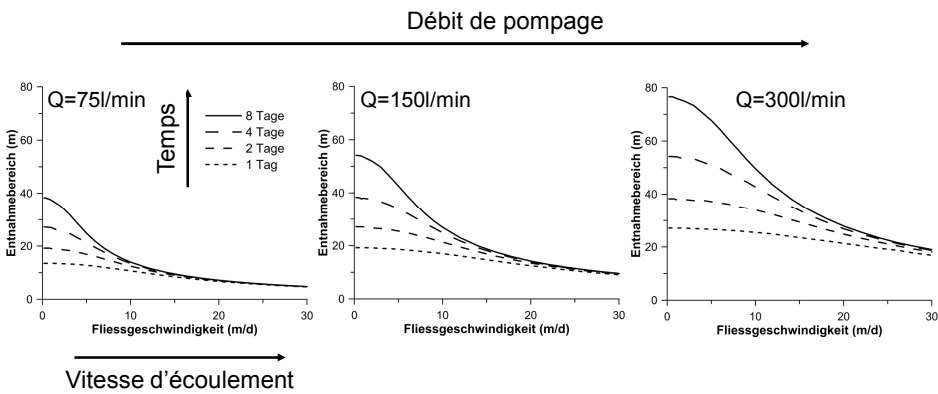 Débit de pompage
Q=75l/min
Temps
8 Tage
4 Tage
2 Tage
1 Tag
Entnahmebereich (m)
80
60
40
20
0
0 10 20 30
Fliessgeschwindigkeit (m/d)
Q=150l/min
Entnahmebereich (m)
80
60
40
20
0
0 10 20 30
Fliessgeschwindigkeit (m/d)
Q=300l/min
Entnahmebereich (m)
80
60
40
20
0
0 10 20 30
Fliessgeschwindigkeit (m/d)
Vitesse d’écoulement